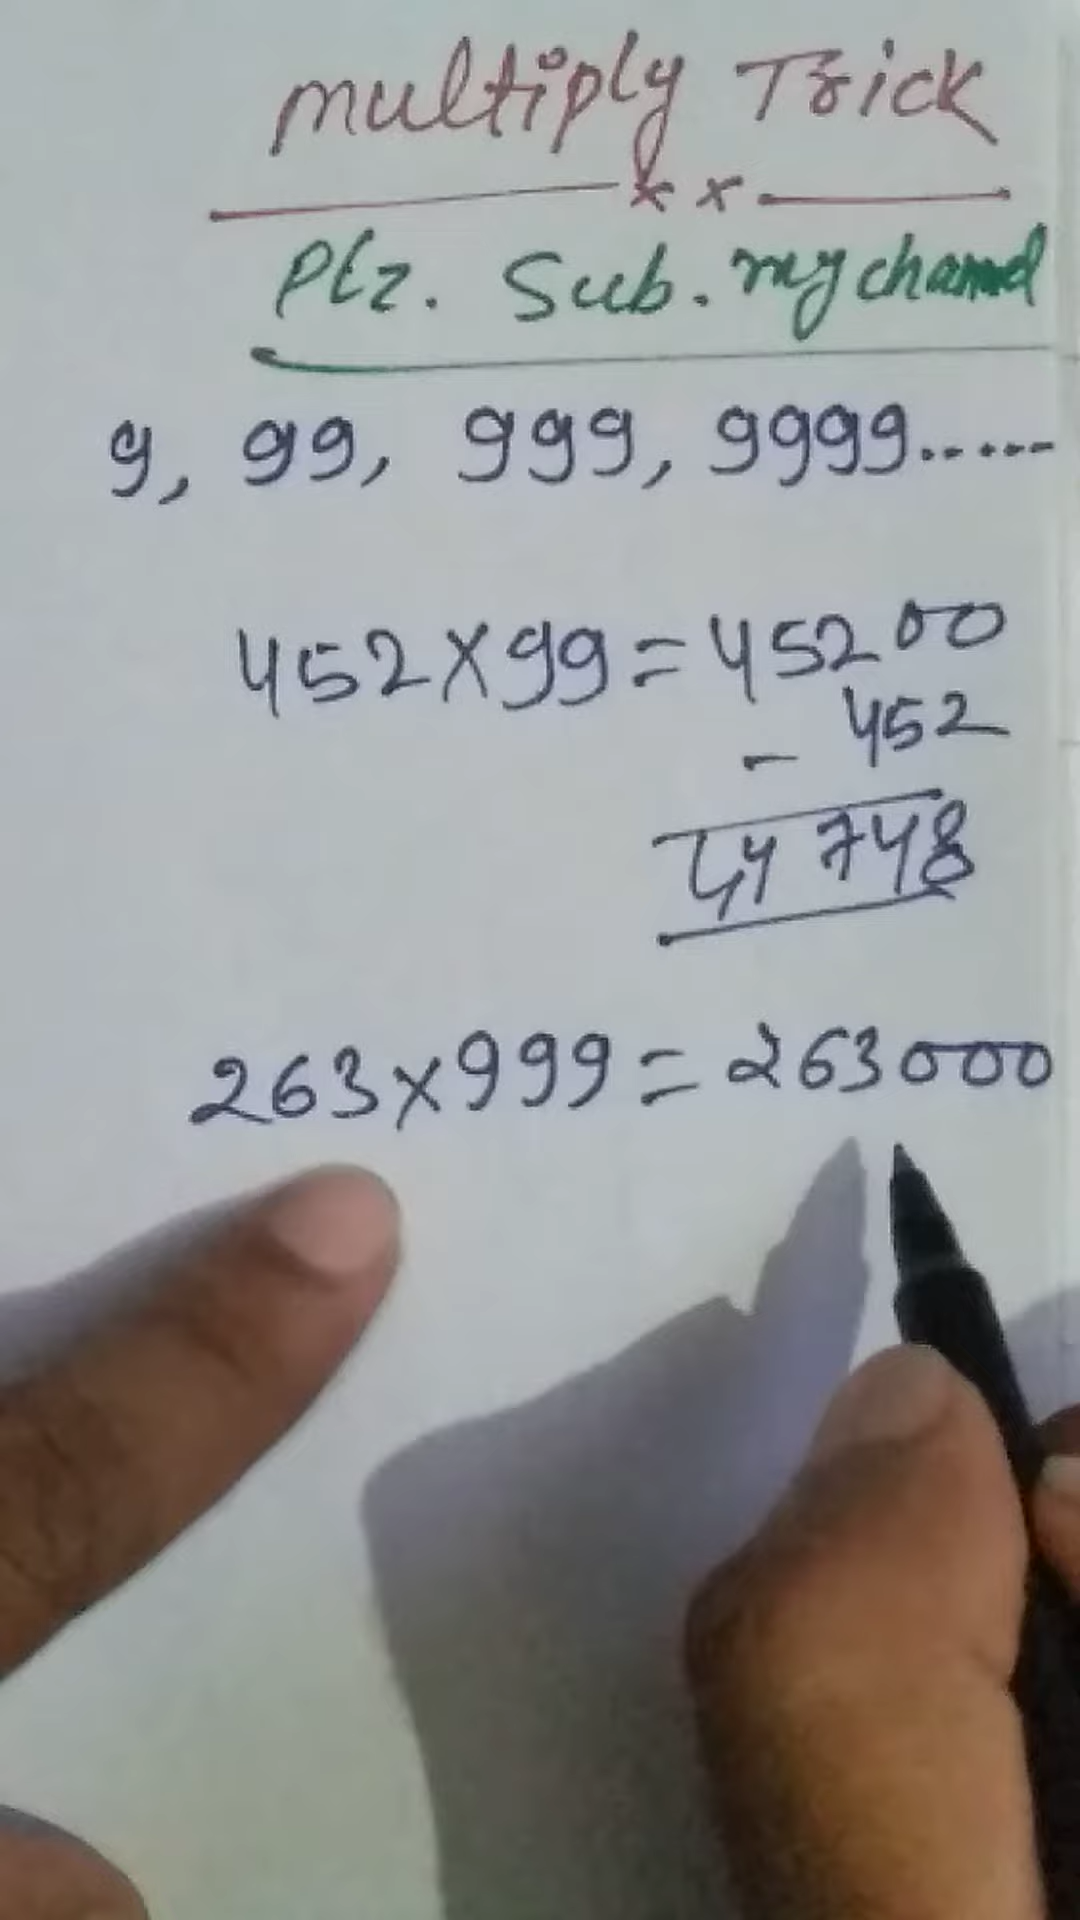 Multiply Trick
x x
Plz. Sub. my channel
9, 99, 999, 9999......
452X99=45200
- 452
44748
263x999=263000